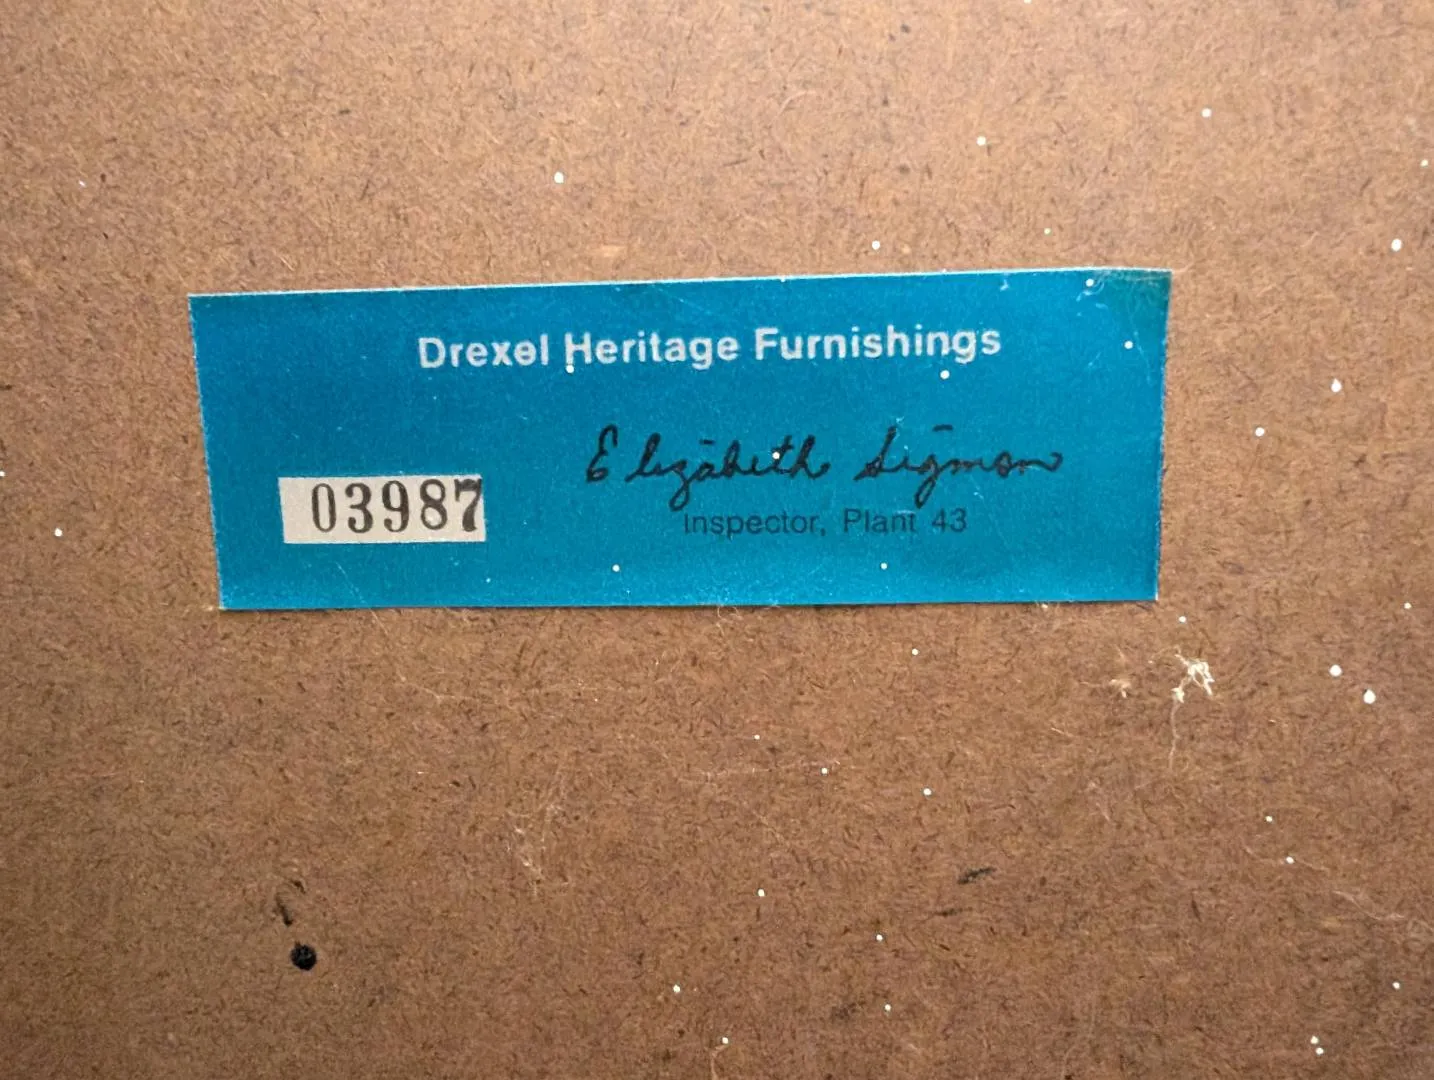 Drexel Heritage Furnishings
Elizabeth Sigmon
03987
Inspector, Plant 43